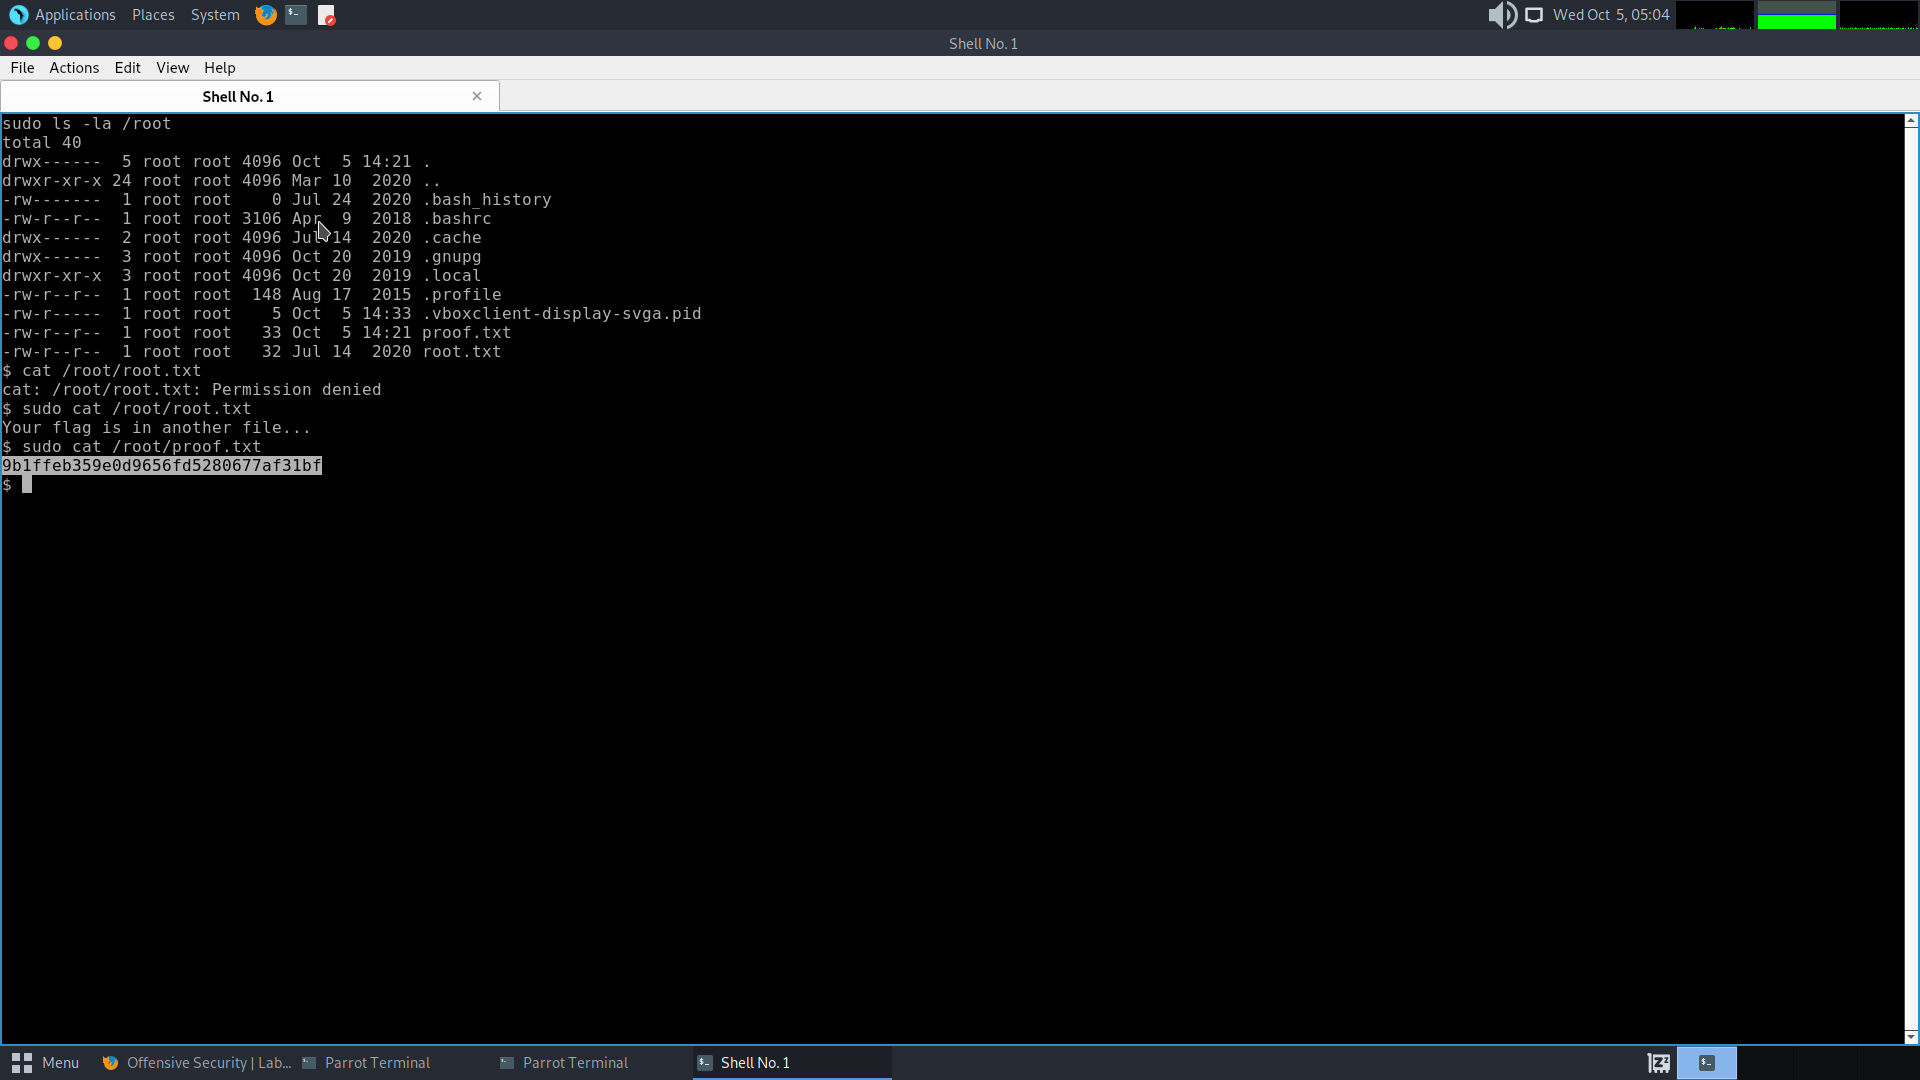 Applications Places System Wed Oct 5, 05:04
Shell No. 1
File Actions Edit View Help
Shell No. 1
sudo ls -la /root
total 40
drwx------  5 root root 4096 Oct  5 14:21 .
drwxr-xr-x 24 root root 4096 Mar 10  2020 ..
-rw-------  1 root root    0 Jul 24  2020 .bash_history
-rw-r--r--  1 root root 3106 Apr  9  2018 .bashrc
drwx------  2 root root 4096 Jul 14  2020 .cache
drwx------  3 root root 4096 Oct 20  2019 .gnupg
drwxr-xr-x  3 root root 4096 Oct 20  2019 .local
-rw-r--r--  1 root root  148 Aug 17  2015 .profile
-rw-r-----  1 root root    5 Oct  5 14:33 .vboxclient-display-svga.pid
-rw-r--r--  1 root root   33 Oct  5 14:21 proof.txt
-rw-r--r--  1 root root   32 Jul 14  2020 root.txt
$ cat /root/root.txt
cat: /root/root.txt: Permission denied
$ sudo cat /root/root.txt
Your flag is in another file...
$ sudo cat /root/proof.txt
9b1ffeb359e0d9656fd5280677af31bf
$
Menu Offensive Security | Lab... Parrot Terminal Parrot Terminal Shell No. 1